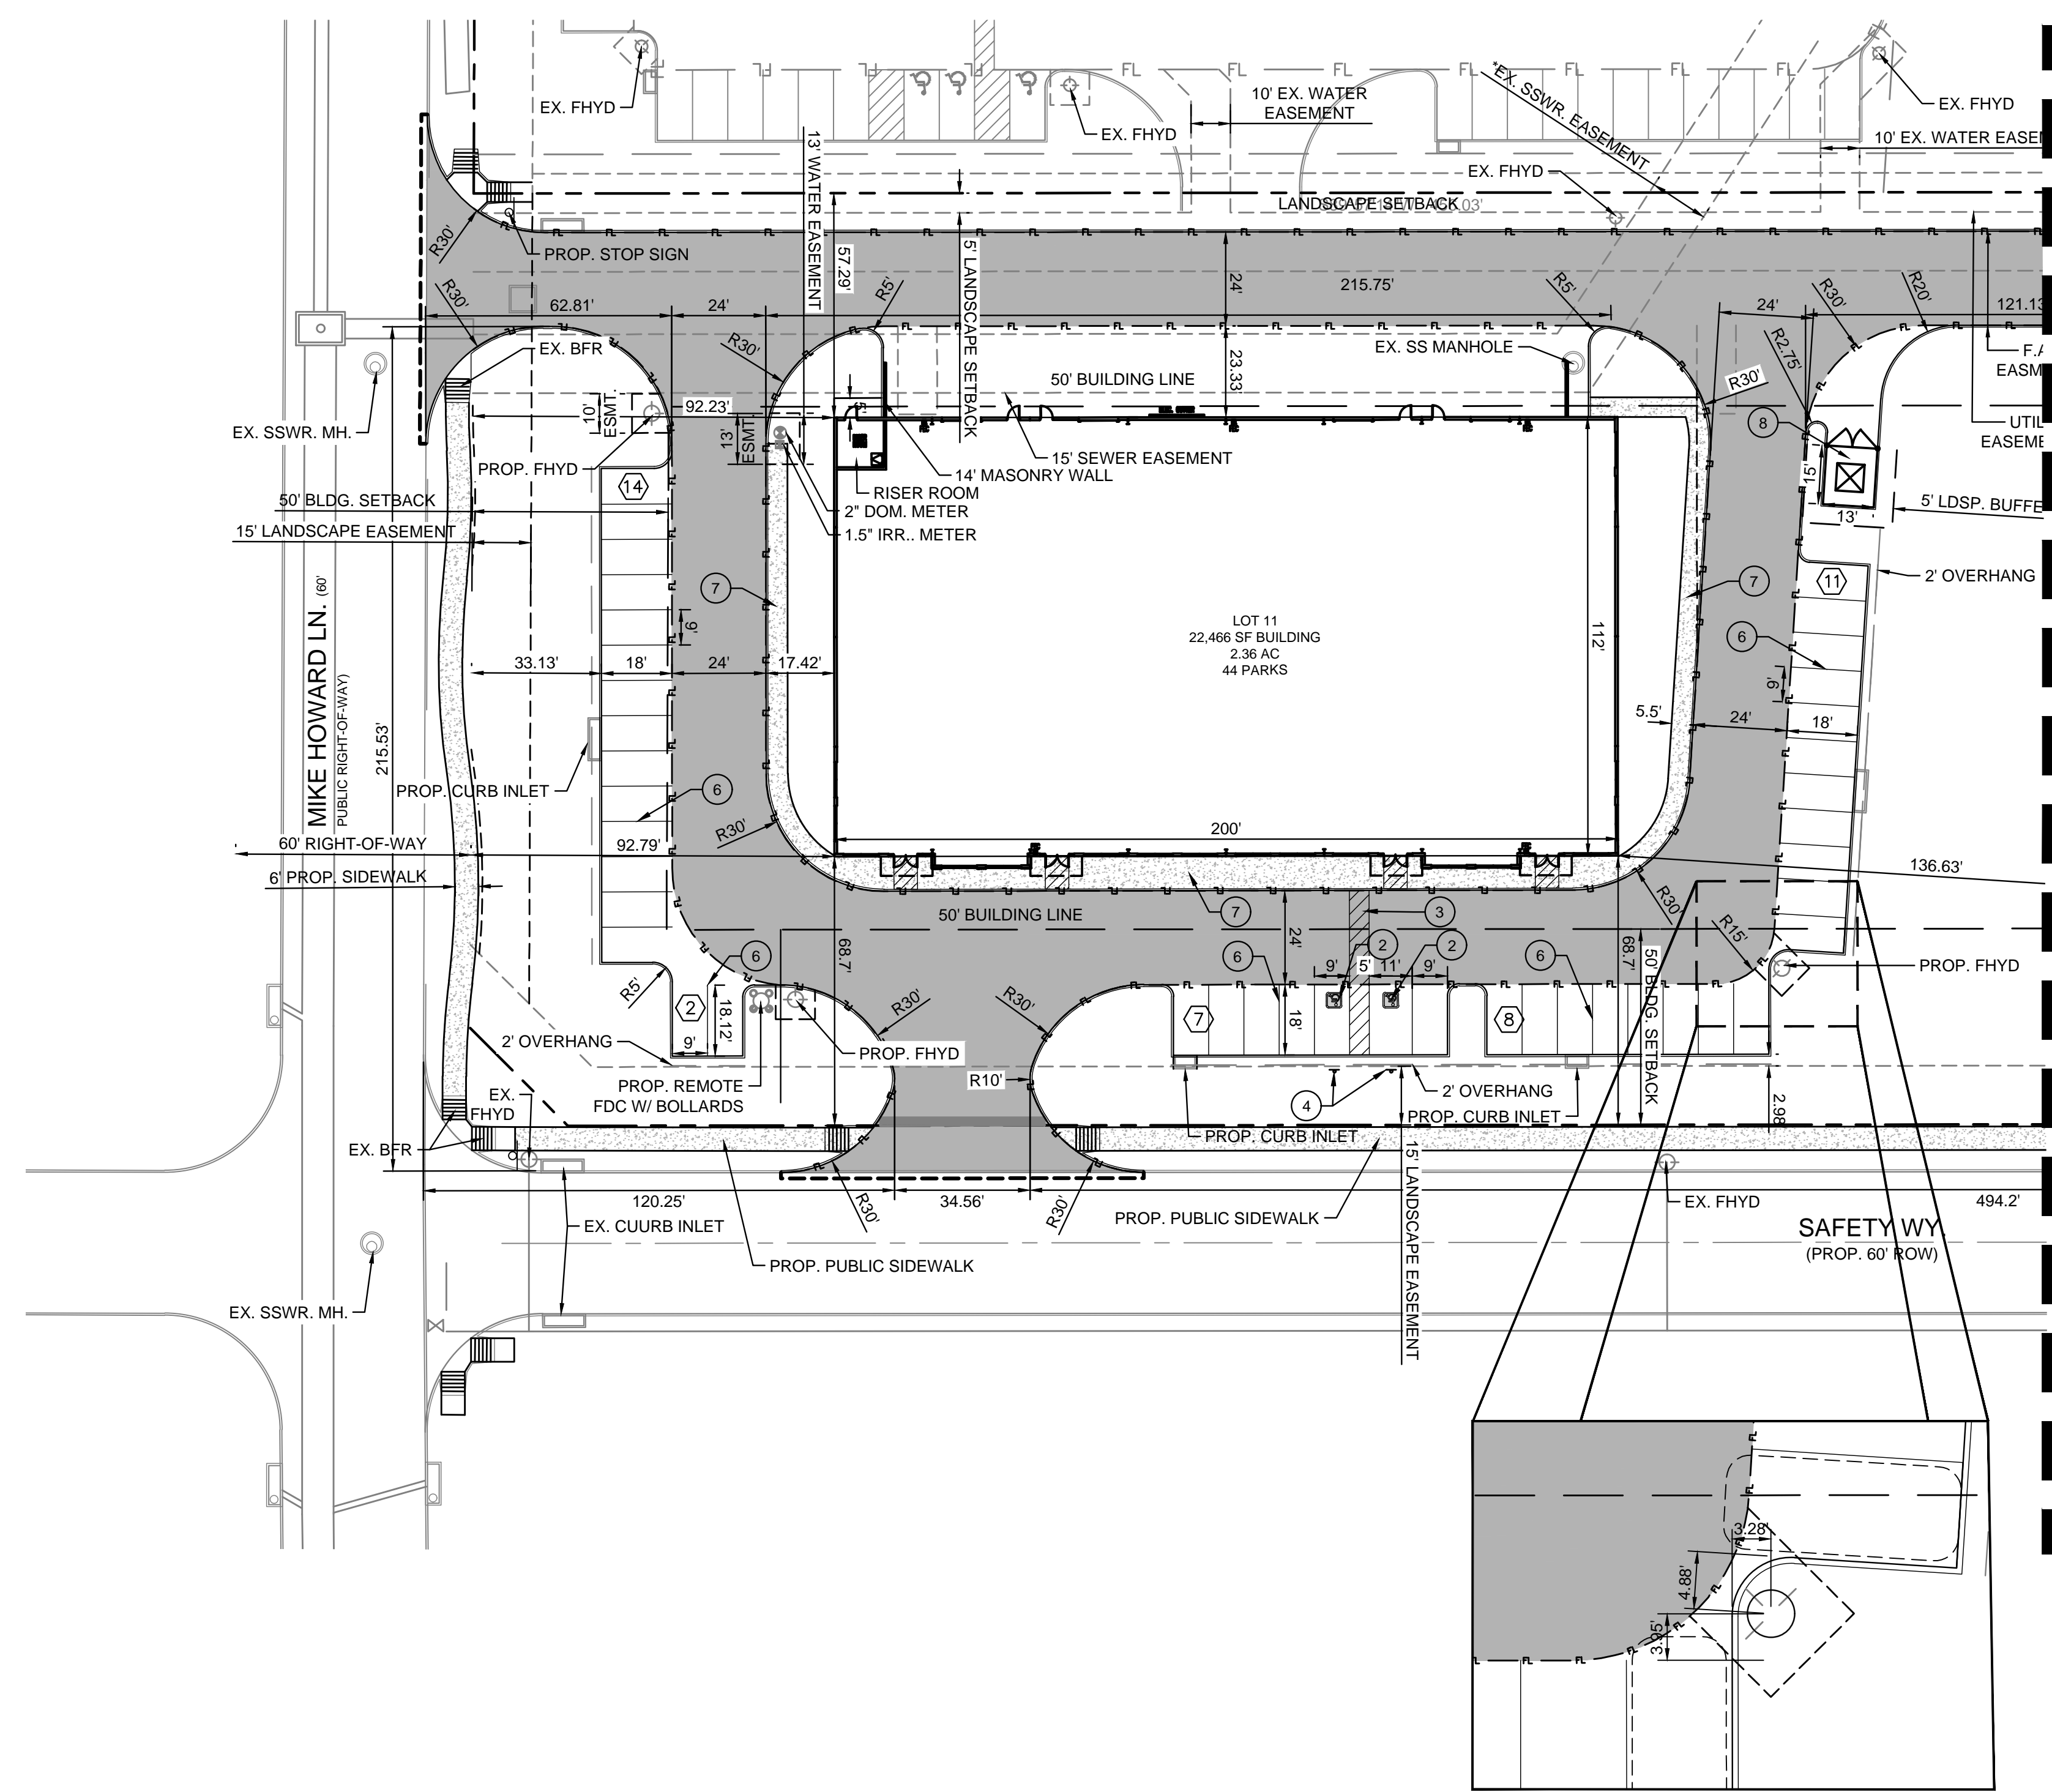 EX. FHYD
EX. FHYD
10' EX. WATER
EASEMENT
*EX. SSWR. EASEMENT
EX. FHYD
10' EX. WATER EASEM
EX. FHYD
LANDSCAPE SETBACK
13' WATER EASEMENT
57.29'
5' LANDSCAPE SETBACK
R30'
PROP. STOP SIGN
24'
215.75'
R5'
R5'
R30'
62.81'
24'
24'
R30'
R20'
121.13
EX. BFR
R30'
23.33'
EX. SS MANHOLE
R2.75'
R30'
F.A
EASM
50' BUILDING LINE
10'
ESMT.
92.23'
13'
ESMT.
5'
EX. SSWR. MH.
8
UTIL
EASEME
PROP. FHYD
15' SEWER EASEMENT
14' MASONRY WALL
RISER ROOM
2" DOM. METER
1.5" IRR.. METER
14
50' BLDG. SETBACK
15' LANDSCAPE EASEMENT
15'
13'
5' LDSP. BUFFE
2' OVERHANG
11
7
7
MIKE HOWARD LN. (60'
PUBLIC RIGHT-OF-WAY)
215.53'
9'
LOT 11
22,466 SF BUILDING
2.36 AC
44 PARKS
112'
6
33.13'
18'
24'
17.42'
9'
5.5'
24'
18'
PROP. CURB INLET
6
R30'
200'
60' RIGHT-OF-WAY
92.79'
136.63'
6' PROP. SIDEWALK
50' BUILDING LINE
7
3
R30'
R15'
68.7'
24'
6
6
2
2
6
68.7'
50' BLDG. SETBACK
PROP. FHYD
9'
5'
11'
9'
R5'
2
18.12'
9'
R30'
R30'
7
18'
8
2' OVERHANG
PROP. FHYD
PROP. REMOTE
FDC W/ BOLLARDS
R10'
2' OVERHANG
4
PROP. CURB INLET
2.98
EX.
FHYD
EX. BFR
PROP. CURB INLET
15' LANDSCAPE EASEMENT
120.25'
R30'
34.56'
R30'
PROP. PUBLIC SIDEWALK
EX. FHYD
494.2'
EX. CUURB INLET
SAFETY WY
(PROP. 60' ROW)
PROP. PUBLIC SIDEWALK
EX. SSWR. MH.
3.28'
4.88'
3.95'